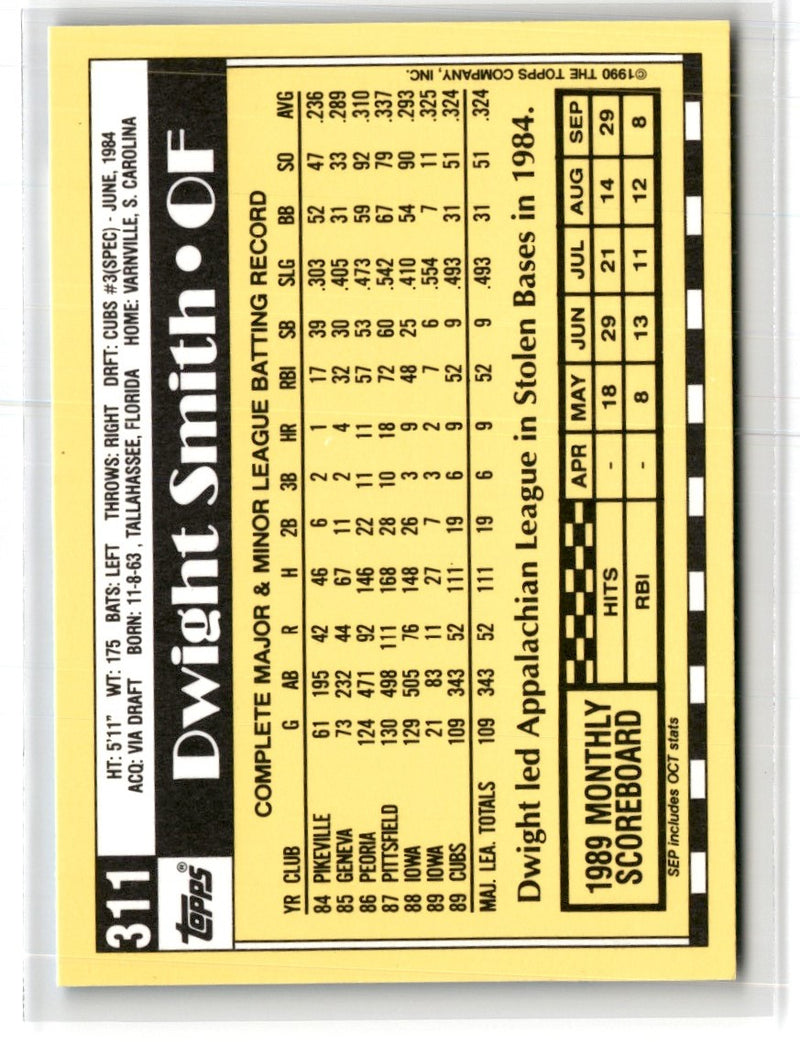 311
HT: 5'11" WT: 175 BATS: LEFT THROWS: RIGHT DRFT: CUBS #3(SPEC) - JUNE, 1984
ACQ: VIA DRAFT BORN: 11-8-63, TALLAHASSEE, FLORIDA HOME: VARNVILLE, S. CAROLINA
TOPPS®
Dwight Smith • OF
COMPLETE MAJOR & MINOR LEAGUE BATTING RECORD
YR CLUB G AB R H 2B 3B HR RBI SB SLG BB SO AVG
84 PIKEVILLE 61 195 42 46 6 2 1 17 39 .303 52 47 .236
85 GENEVA 73 232 44 67 11 2 4 32 30 .405 31 33 .289
86 PEORIA 124 471 92 146 22 11 11 57 53 .473 59 92 .310
87 PITTSFIELD 130 498 111 168 28 10 18 72 60 .542 67 79 .337
88 IOWA 129 505 76 148 26 3 9 48 25 .410 54 90 .293
89 IOWA 21 83 11 27 7 3 2 7 6 .554 7 11 .325
89 CUBS 109 343 52 111 19 6 9 52 9 .493 31 51 .324
MAJ. LEA. TOTALS 109 343 52 111 19 6 9 52 9 .493 31 51 .324
Dwight led Appalachian League in Stolen Bases in 1984.
1989 MONTHLY
SCOREBOARD
APR MAY JUN JUL AUG SEP
HITS - 18 29 21 14 29
RBI - 8 13 11 12 8
SEP includes OCT stats
©1990 THE TOPPS COMPANY, INC.